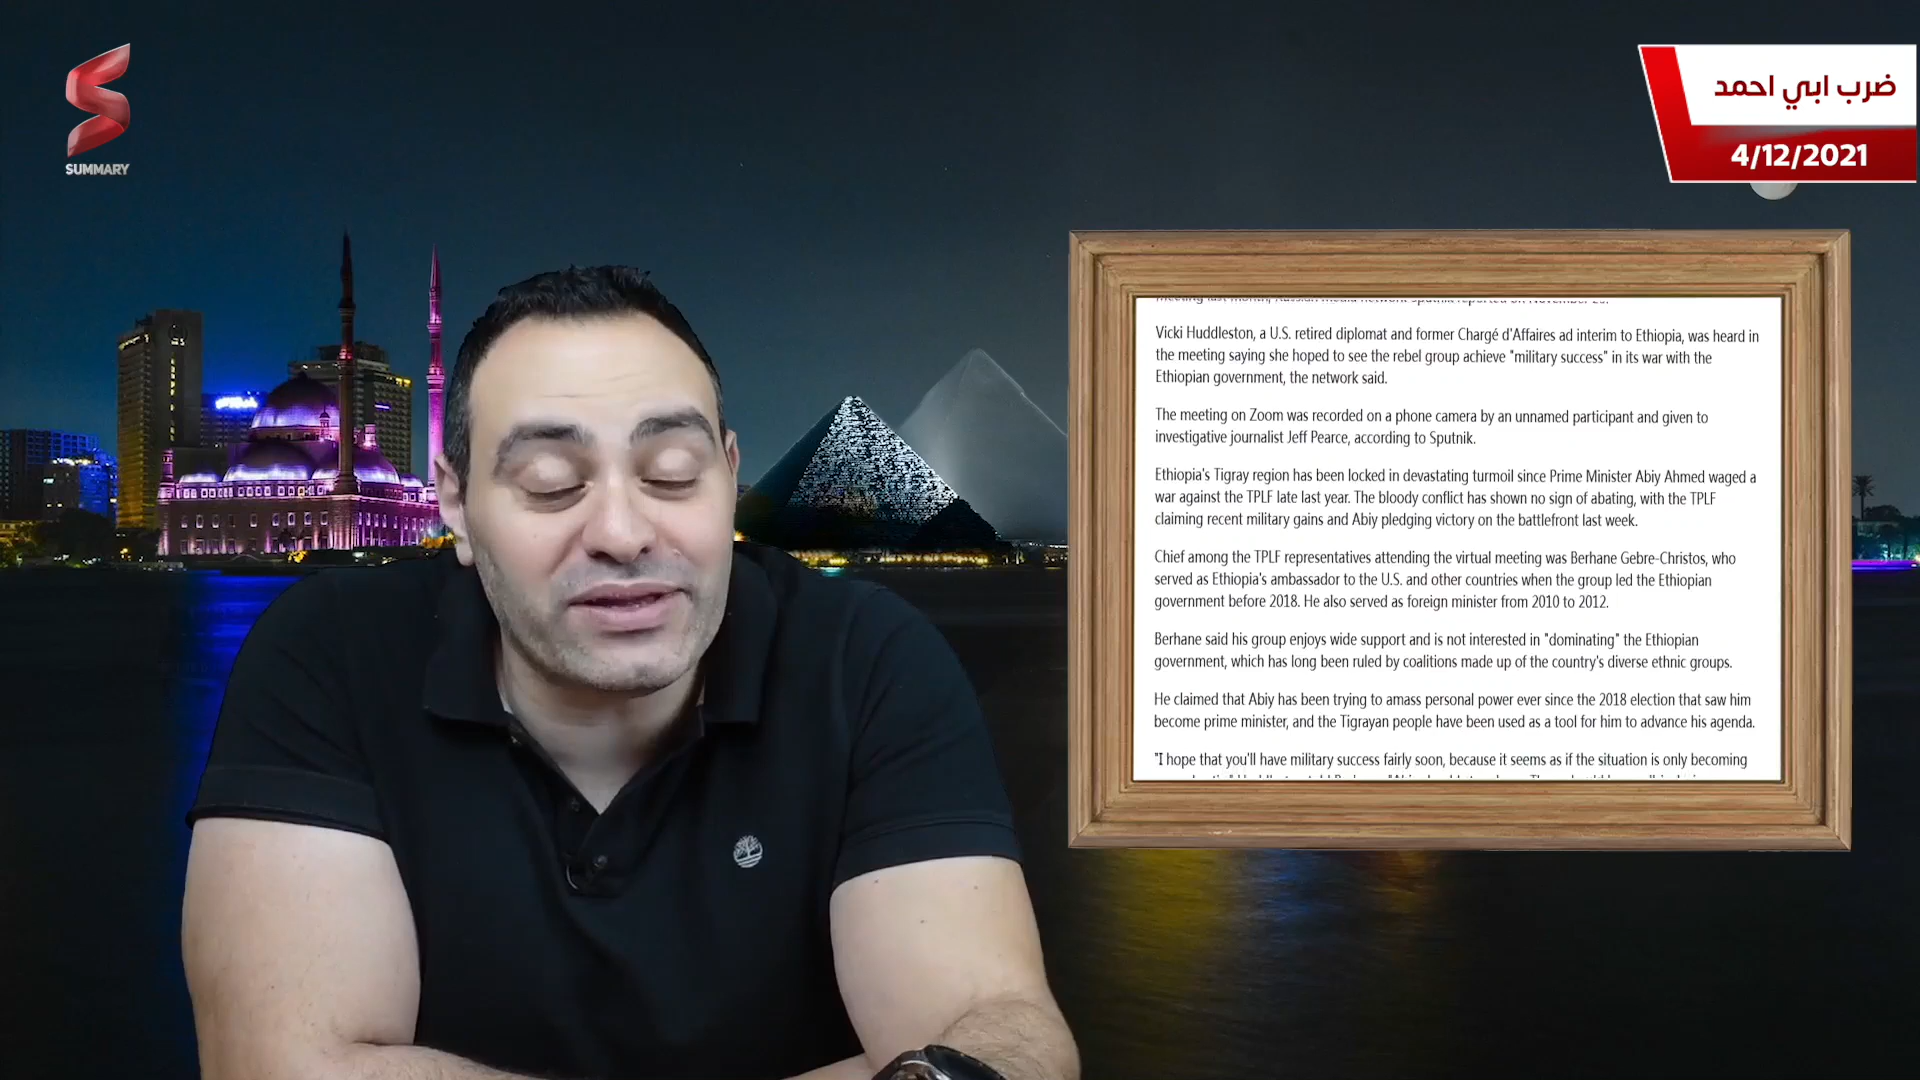 SUMMARY
ضرب ابي احمد
4/12/2021
Meeting last month, Russian media network Sputnik reported on November
Vicki Huddleston, a U.S. retired diplomat and former Chargé d'Affaires ad interim to Ethiopia, was heard in
the meeting saying she hoped to see the rebel group achieve "military success" in its war with the
Ethiopian government, the network said.
The meeting on Zoom was recorded on a phone camera by an unnamed participant and given to
investigative journalist Jeff Pearce, according to Sputnik.
Ethiopia's Tigray region has been locked in devastating turmoil since Prime Minister Abiy Ahmed waged a
war against the TPLF late last year. The bloody conflict has shown no sign of abating, with the TPLF
claiming recent military gains and Abiy pledging victory on the battlefront last week.
Chief among the TPLF representatives attending the virtual meeting was Berhane Gebre-Christos, who
served as Ethiopia's ambassador to the U.S. and other countries when the group led the Ethiopian
government before 2018. He also served as foreign minister from 2010 to 2012.
Berhane said his group enjoys wide support and is not interested in "dominating" the Ethiopian
government, which has long been ruled by coalitions made up of the country's diverse ethnic groups.
He claimed that Abiy has been trying to amass personal power ever since the 2018 election that saw him
become prime minister, and the Tigrayan people have been used as a tool for him to advance his agenda.
"I hope that you'll have military success fairly soon, because it seems as if the situation is only becoming